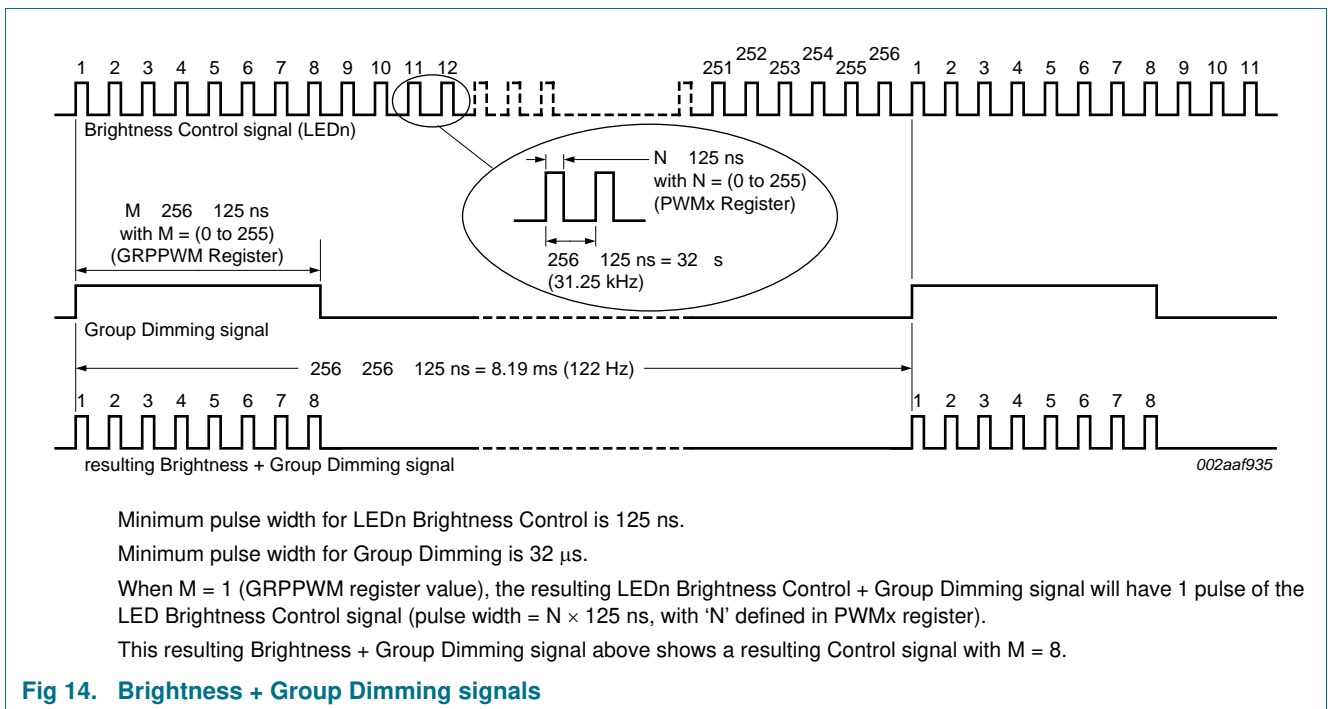 1 2 3 4 5 6 7 8 9 10 11 12 251 252 253 254 255 256 1 2 3 4 5 6 7 8 9 10 11
Brightness Control signal (LEDn)
N 125 ns
with N = (0 to 255)
(PWMx Register)
256 125 ns = 32 s
(31.25 kHz)
M 256 125 ns
with M = (0 to 255)
(GRPPWM Register)
Group Dimming signal
256 256 125 ns = 8.19 ms (122 Hz)
1 2 3 4 5 6 7 8 1 2 3 4 5 6 7 8
resulting Brightness + Group Dimming signal
002aaf935
Minimum pulse width for LEDn Brightness Control is 125 ns.
Minimum pulse width for Group Dimming is 32 μs.
When M = 1 (GRPPWM register value), the resulting LEDn Brightness Control + Group Dimming signal will have 1 pulse of the
LED Brightness Control signal (pulse width = N × 125 ns, with ‘N’ defined in PWMx register).
This resulting Brightness + Group Dimming signal above shows a resulting Control signal with M = 8.
Fig 14. Brightness + Group Dimming signals